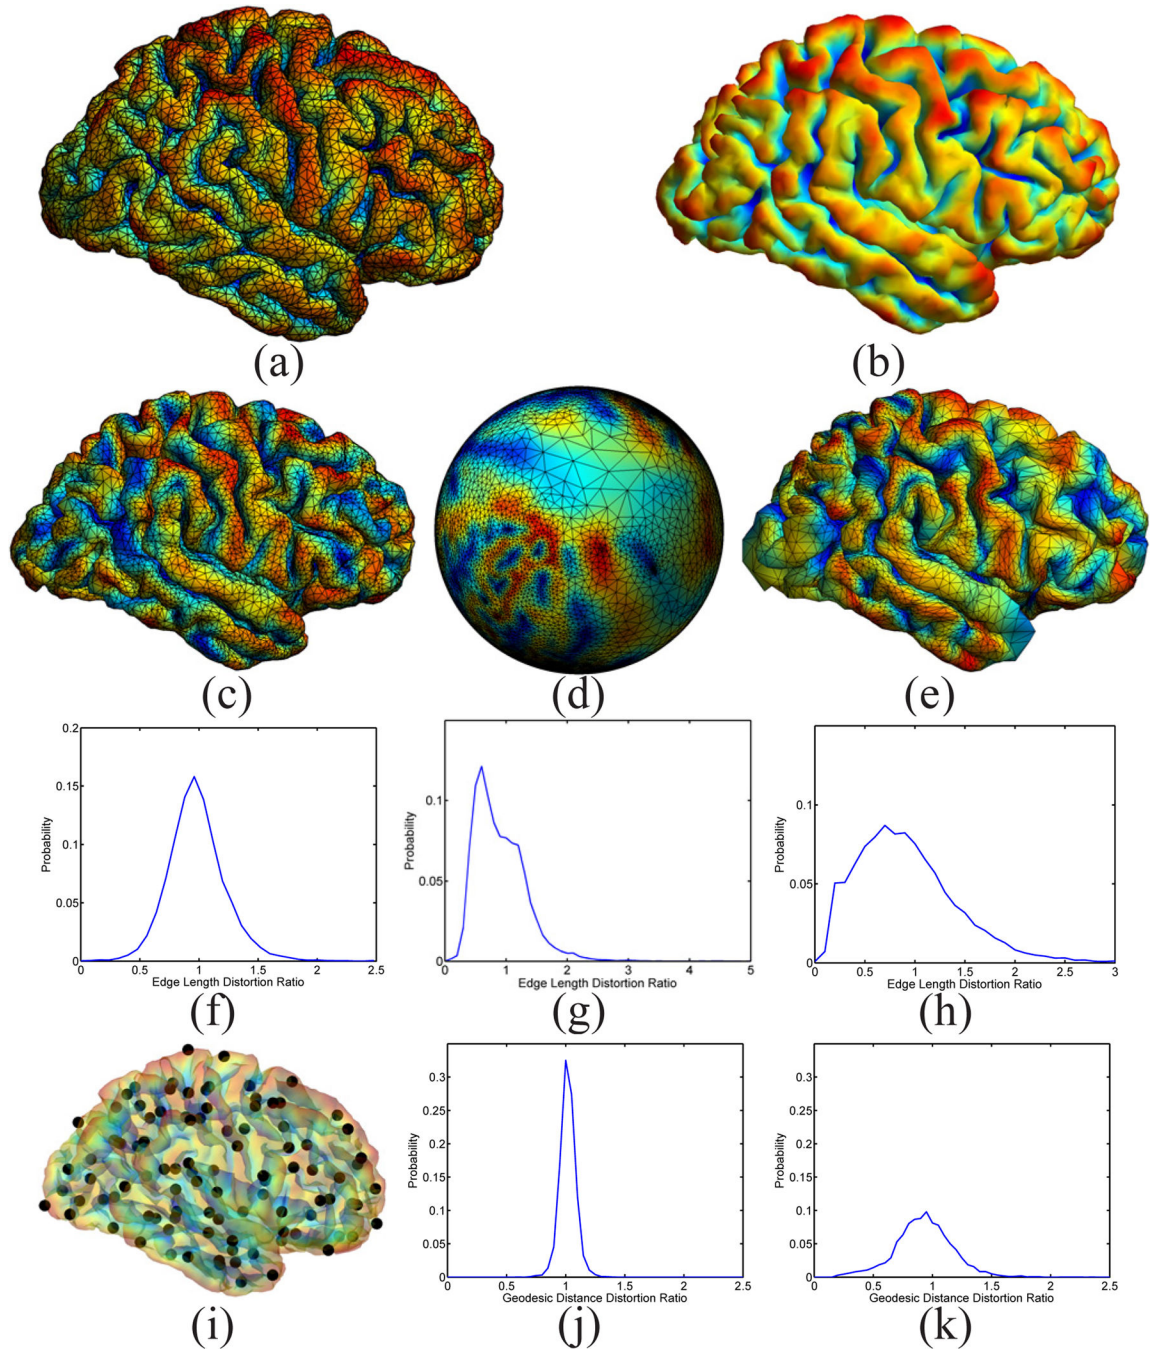 (a)
(b)
(c)
(d)
(e)
0.2
0.15
0.1
0.05
0
Probability
0
0.5
1
1.5
2
2.5
Edge Length Distortion Ratio
(f)
0.1
0.05
0
Probability
0
1
2
3
4
5
Edge Length Distortion Ratio
(g)
0.1
0.05
0
Probability
0
0.5
1
1.5
2
2.5
3
Edge Length Distortion Ratio
(h)
(i)
0.3
0.25
0.2
0.15
0.1
0.05
0
Probability
0
0.5
1
1.5
2
2.5
Geodesic Distance Distortion Ratio
(j)
0.3
0.25
0.2
0.15
0.1
0.05
0
Probability
0
0.5
1
1.5
2
2.5
Geodesic Distance Distortion Ratio
(k)